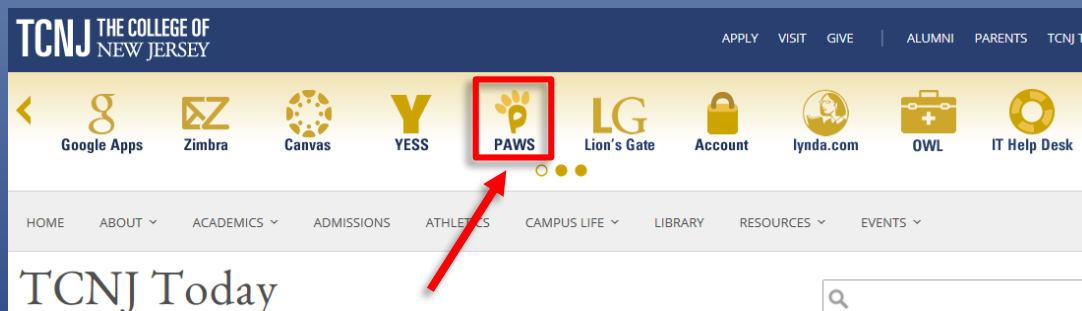 TCNJ THE COLLEGE OF
NEW JERSEY
APPLY VISIT GIVE ALUMNI PARENTS TCNJ
Google Apps Zimbra Canvas YESS PAWS Lion's Gate Account lynda.com OWL IT Help Desk
HOME ABOUT ACADEMICS ADMISSIONS ATHLETICS CAMPUS LIFE LIBRARY RESOURCES EVENTS
TCNJ Today